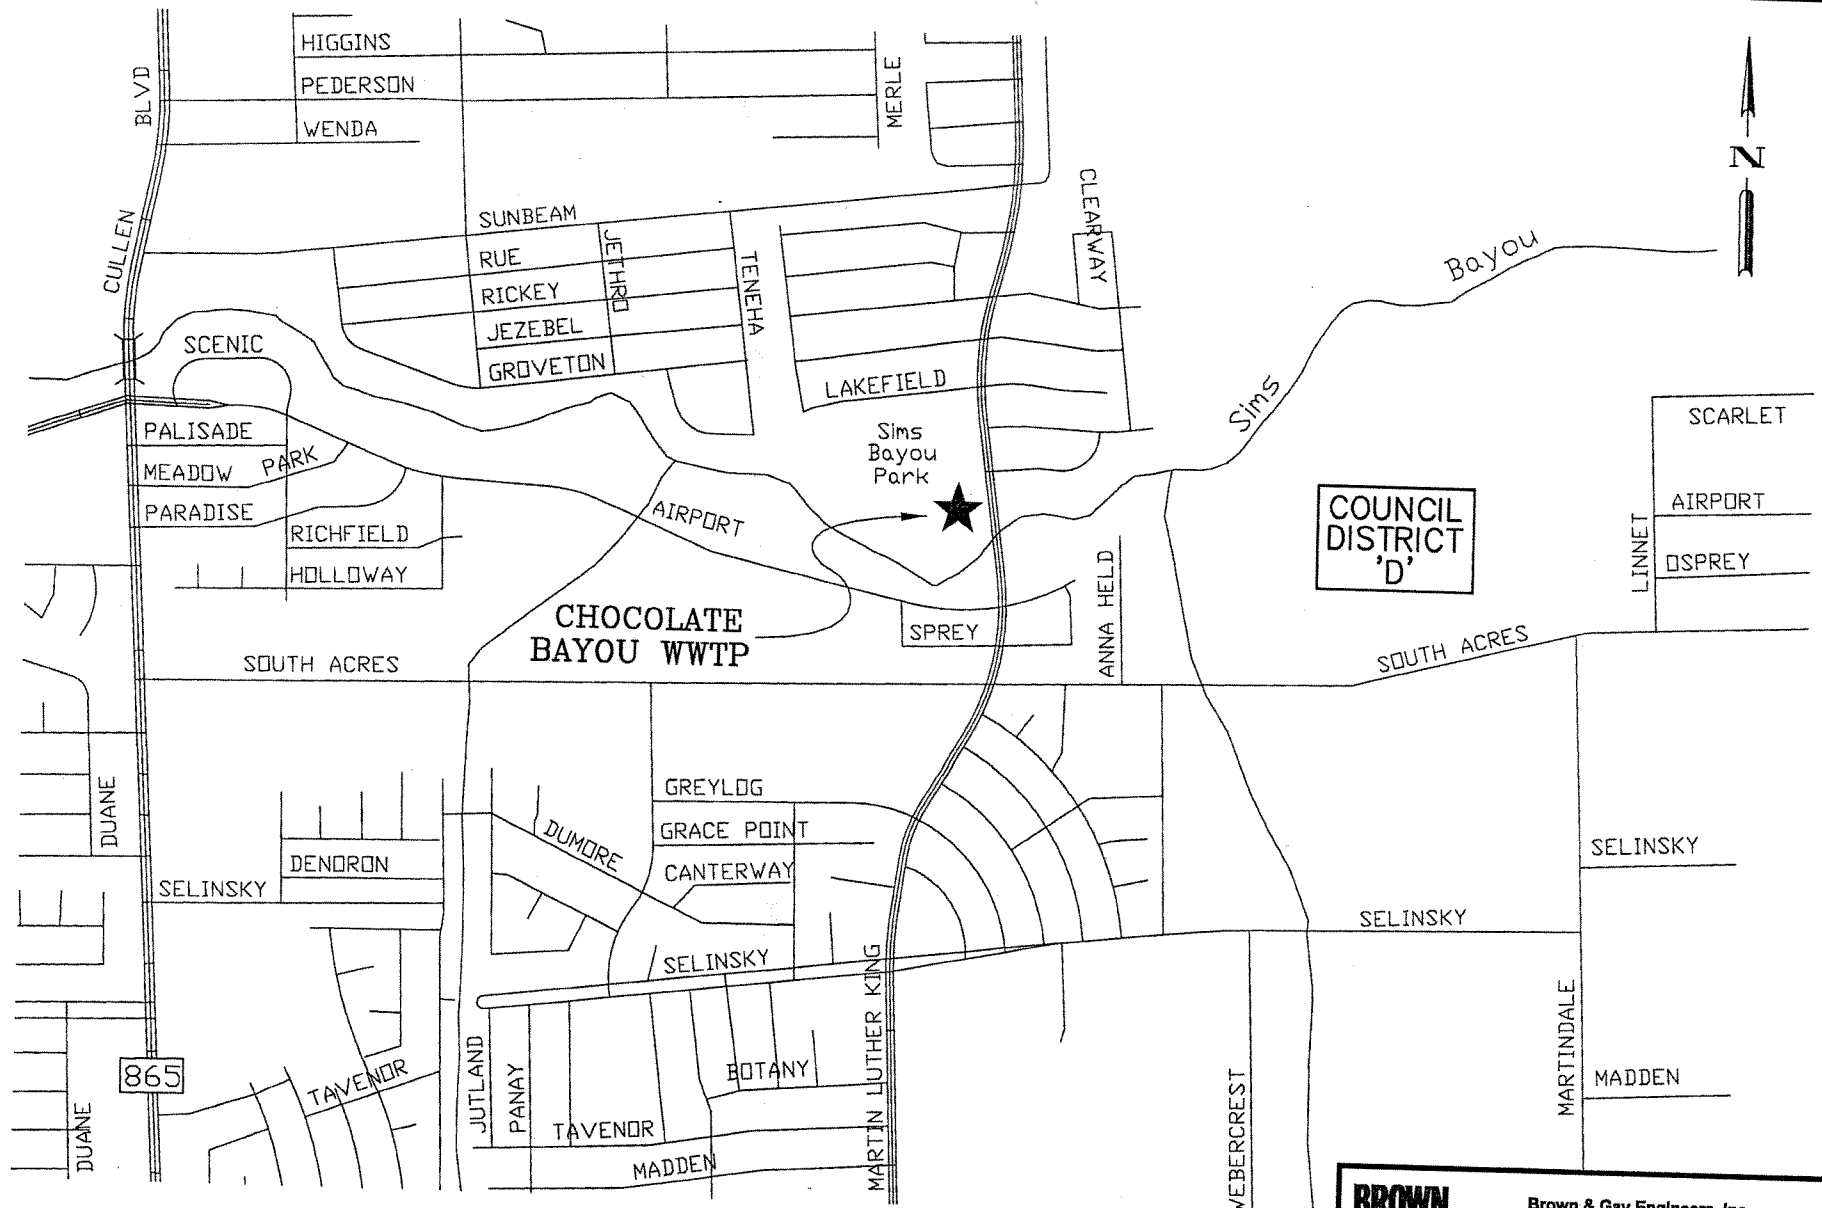 HIGGINS
PEDERSON
WENDA
BLVD
CULLEN
MERLE
N
CLEARWAY
SUNBEAM
RUE
RICKEY
JEZEBEL
GROVETON
JETHRO
TENEHA
LAKEFIELD
Bayou
Sims
SCENIC
PALISADE
MEADOW PARK
PARADISE
RICHFIELD
HOLLOWAY
Sims
Bayou
Park
AIRPORT
COUNCIL
DISTRICT
'D'
SCARLET
AIRPORT
OSPREY
LINNET
CHOCOLATE
BAYOU WWTP
SPREY
ANNA HELD
SOUTH ACRES
SOUTH ACRES
DUANE
GREYLOG
GRACE POINT
CANTERWAY
DUMORE
DENORON
SELINSKY
SELINSKY
SELINSKY
SELINSKY
MARTIN LUTHER KING
MARTINDALE
MADDEN
865
TAVENOR
JUTLAND
PANAY
BOTANY
TAVENOR
MADDEN
DUANE
WEBERCREST
BROWN
Brown & Gay Engineers, Inc.